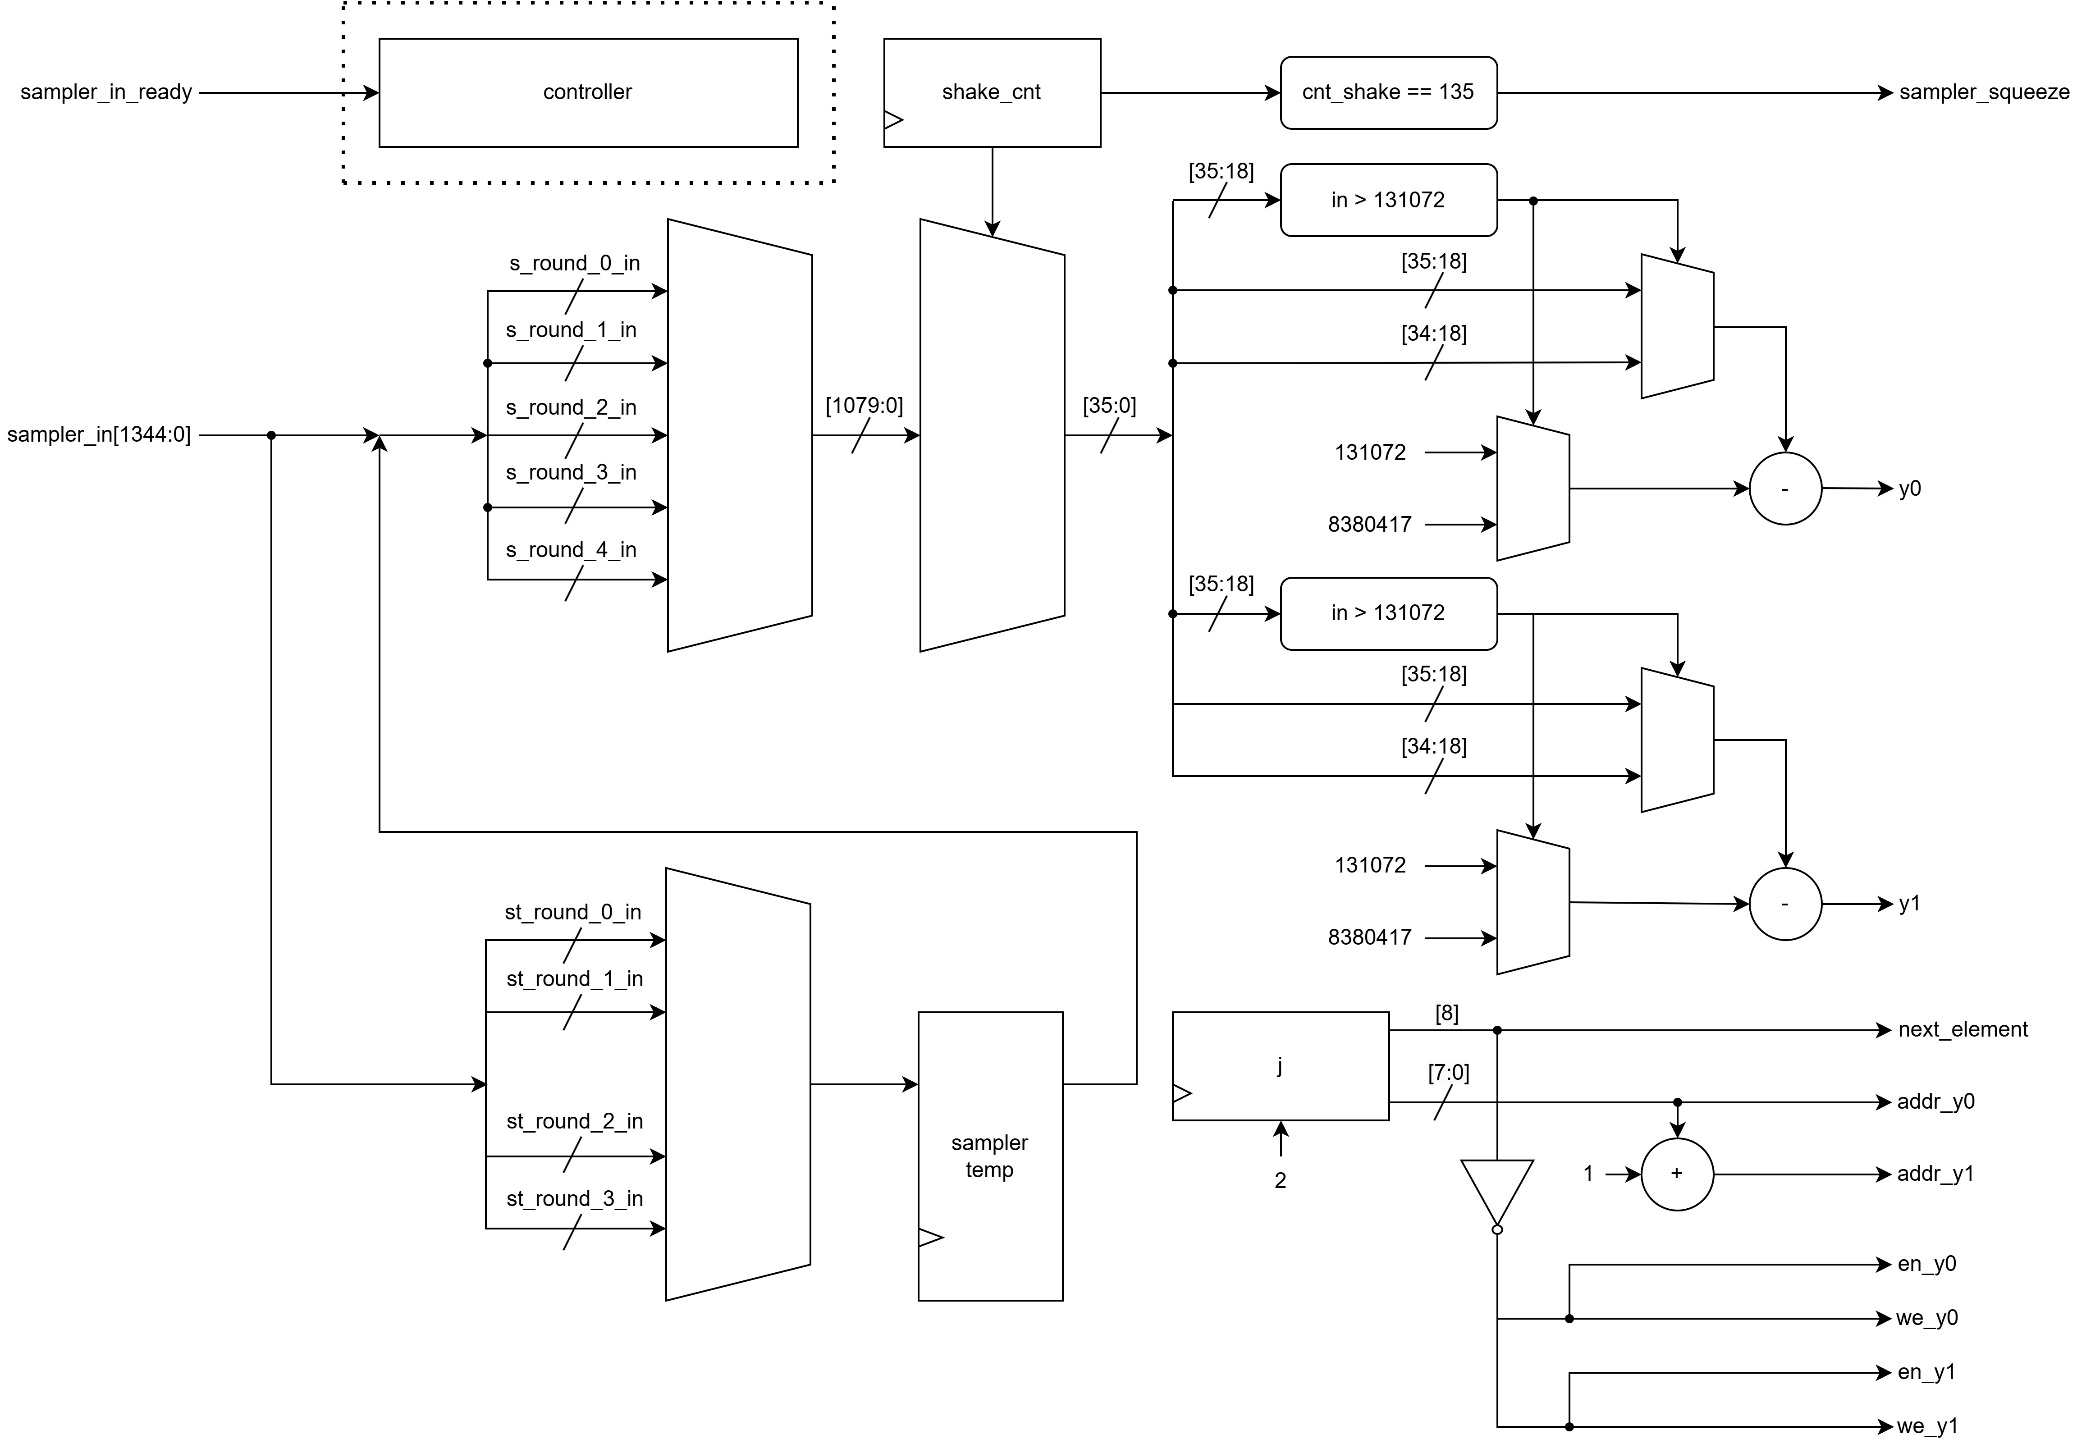 sampler_in_ready
controller
shake_cnt
cnt_shake == 135
sampler_squeeze
[35:18]
in > 131072
s_round_0_in
[35:18]
s_round_1_in
[34:18]
s_round_2_in
[1079:0]
[35:0]
sampler_in[1344:0]
131072
s_round_3_in
-
y0
8380417
s_round_4_in
[35:18]
in > 131072
[35:18]
[34:18]
131072
-
y1
st_round_0_in
8380417
st_round_1_in
[8]
next_element
j
[7:0]
addr_y0
st_round_2_in
sampler
temp
2
1
+
addr_y1
st_round_3_in
en_y0
we_y0
en_y1
we_y1